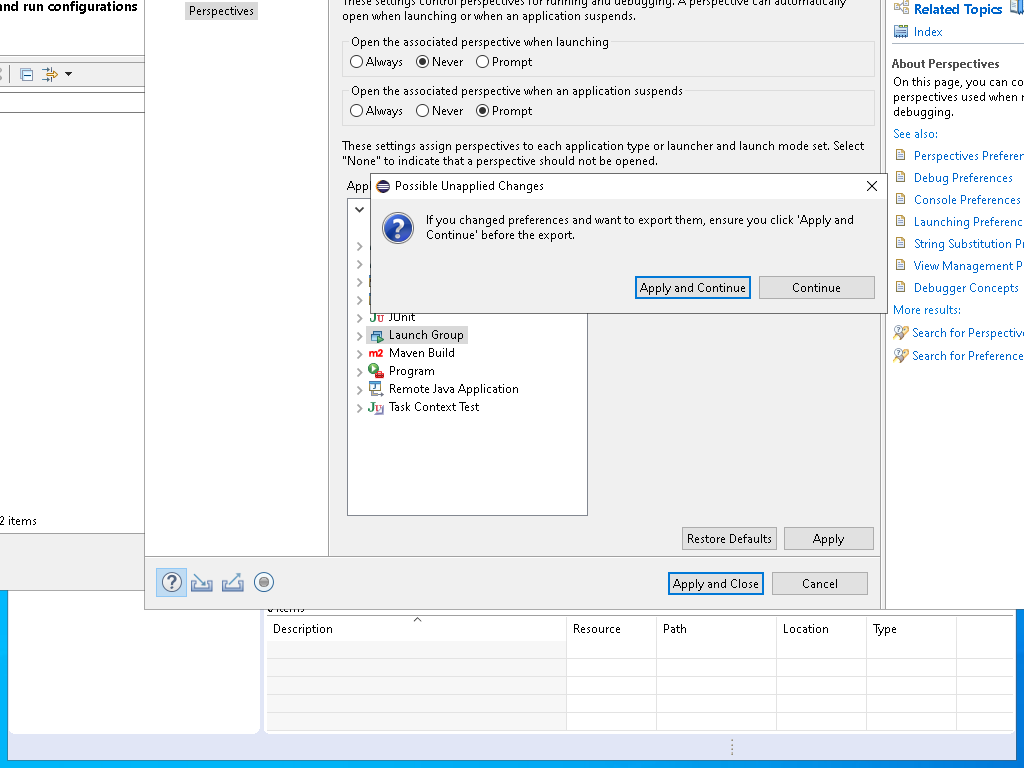 and run configurations
Perspectives
These settings control perspectives for running and debugging. A perspective can automatically
open when launching or when an application suspends.
Open the associated perspective when launching
Always
Never
Prompt
Open the associated perspective when an application suspends
Always
Never
Prompt
These settings assign perspectives to each application type or launcher and launch mode set. Select
"None" to indicate that a perspective should not be opened.
Possible Unapplied Changes
If you changed preferences and want to export them, ensure you click 'Apply and
Continue' before the export.
Apply and Continue
Continue
JUnit
Launch Group
Maven Build
Program
Remote Java Application
Task Context Test
Restore Defaults
Apply
Apply and Close
Cancel
2 items
Related Topics
Index
About Perspectives
On this page, you can co
perspectives used when r
debugging.
See also:
Perspectives Preferen
Debug Preferences
Console Preferences
Launching Preferenc
String Substitution Pr
View Management P
Debugger Concepts
More results:
Search for Perspectiv
Search for Preference
items
Description
Resource
Path
Location
Type